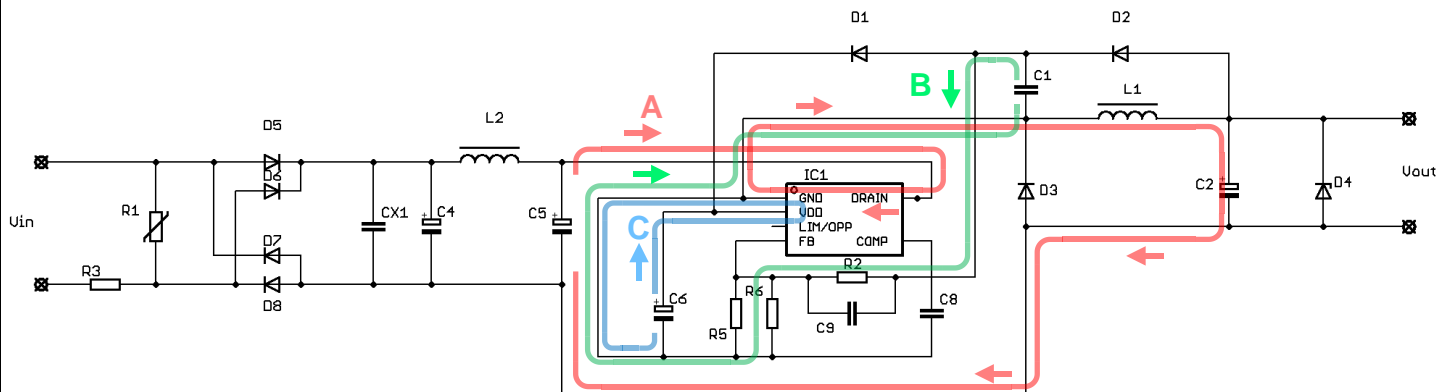 D1
D2
B
C1
A
L1
L2
D5
D6
IC1
GND
DRAIN
VDD
LIM/OPP
FB
COMP
C2
+
D4
Vout
D3
R1
Vin
CX1
+
C4
C5
+
C
D7
R3
D8
R2
R6
+
C6
C8
R5
C9